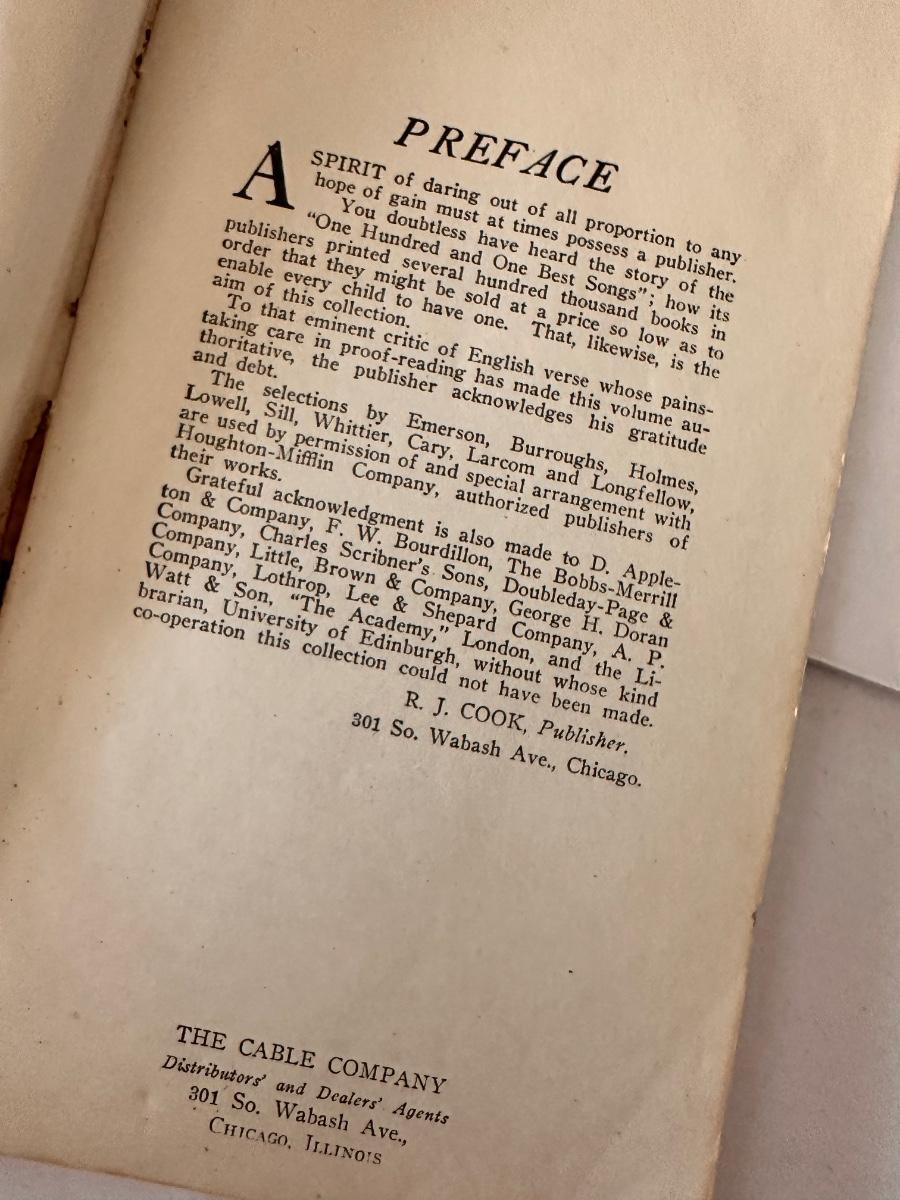 PREFACE
A SPIRIT of daring out of all proportion to any
hope of gain must at times possess a publisher.
You doubtless have heard the story of the
"One Hundred and One Best Songs"; how its
publishers printed several hundred thousand books in
order that they might be sold at a price so low as to
enable every child to have one. That, likewise, is the
aim of this collection.
To that eminent critic of English verse whose pains-
taking care in proof-reading has made this volume au-
thoritative, the publisher acknowledges his gratitude
and debt.
The selections by Emerson, Burroughs, Holmes,
Lowell, Sill, Whittier, Cary, Larcom and Longfellow,
are used by permission of and special arrangement with
Houghton-Mifflin Company, authorized publishers of
their works.
Grateful acknowledgment is also made to D. Apple-
ton & Company, F. W. Bourdillon, The Bobbs-Merrill
Company, Charles Scribner's Sons, Doubleday-Page &
Company, Little, Brown & Company, George H. Doran
Company, Lothrop, Lee & Shepard Company, A. P.
Watt & Son, "The Academy," London, and the Li-
brarian, University of Edinburgh, without whose kind
co-operation this collection could not have been made.
R. J. COOK, Publisher.
301 So. Wabash Ave., Chicago.
THE CABLE COMPANY
Distributors' and Dealers' Agents
301 So. Wabash Ave.,
CHICAGO, ILLINOIS